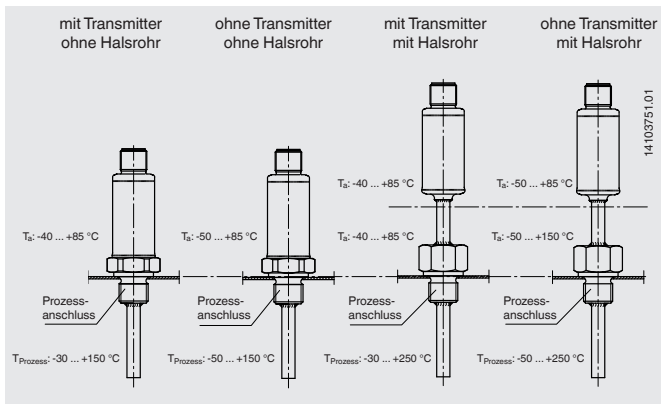 mit Transmitter
ohne Halsrohr
ohne Transmitter
ohne Halsrohr
mit Transmitter
mit Halsrohr
ohne Transmitter
mit Halsrohr
14103751.01
Ta: -40 ... +85 °C
Ta: -50 ... +85 °C
Ta: -40 ... +85 °C
Ta: -50 ... +85 °C
Ta: -40 ... +85 °C
Ta: -50 ... +150 °C
Prozess-
anschluss
Prozess-
anschluss
Prozess-
anschluss
Prozess-
anschluss
TProzess: -30 ... +150 °C
TProzess: -50 ... +150 °C
TProzess: -30 ... +250 °C
TProzess: -50 ... +250 °C